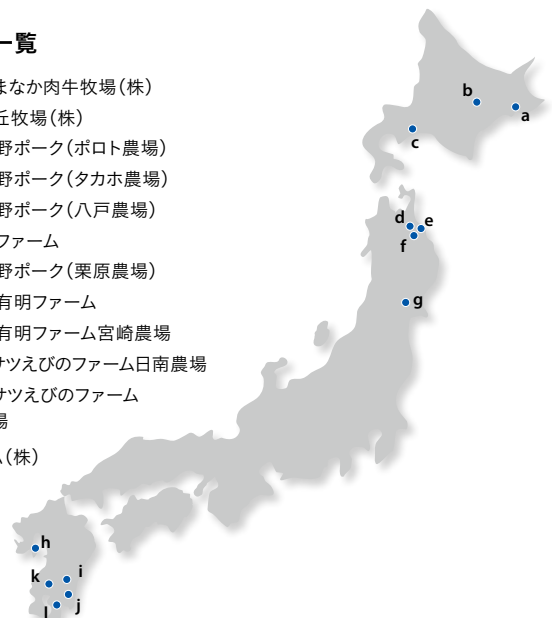 一覧
まなか肉牛牧場(株)
丘牧場(株)
野ポーク(ポロト農場)
野ポーク(タカホ農場)
野ポーク(八戸農場)
ファーム
野ポーク(栗原農場)
有明ファーム
有明ファーム宮崎農場
サツえびのファーム日南農場
サツえびのファーム
場
(株)
b
a
c
d
e
f
g
h
i
k
j
l